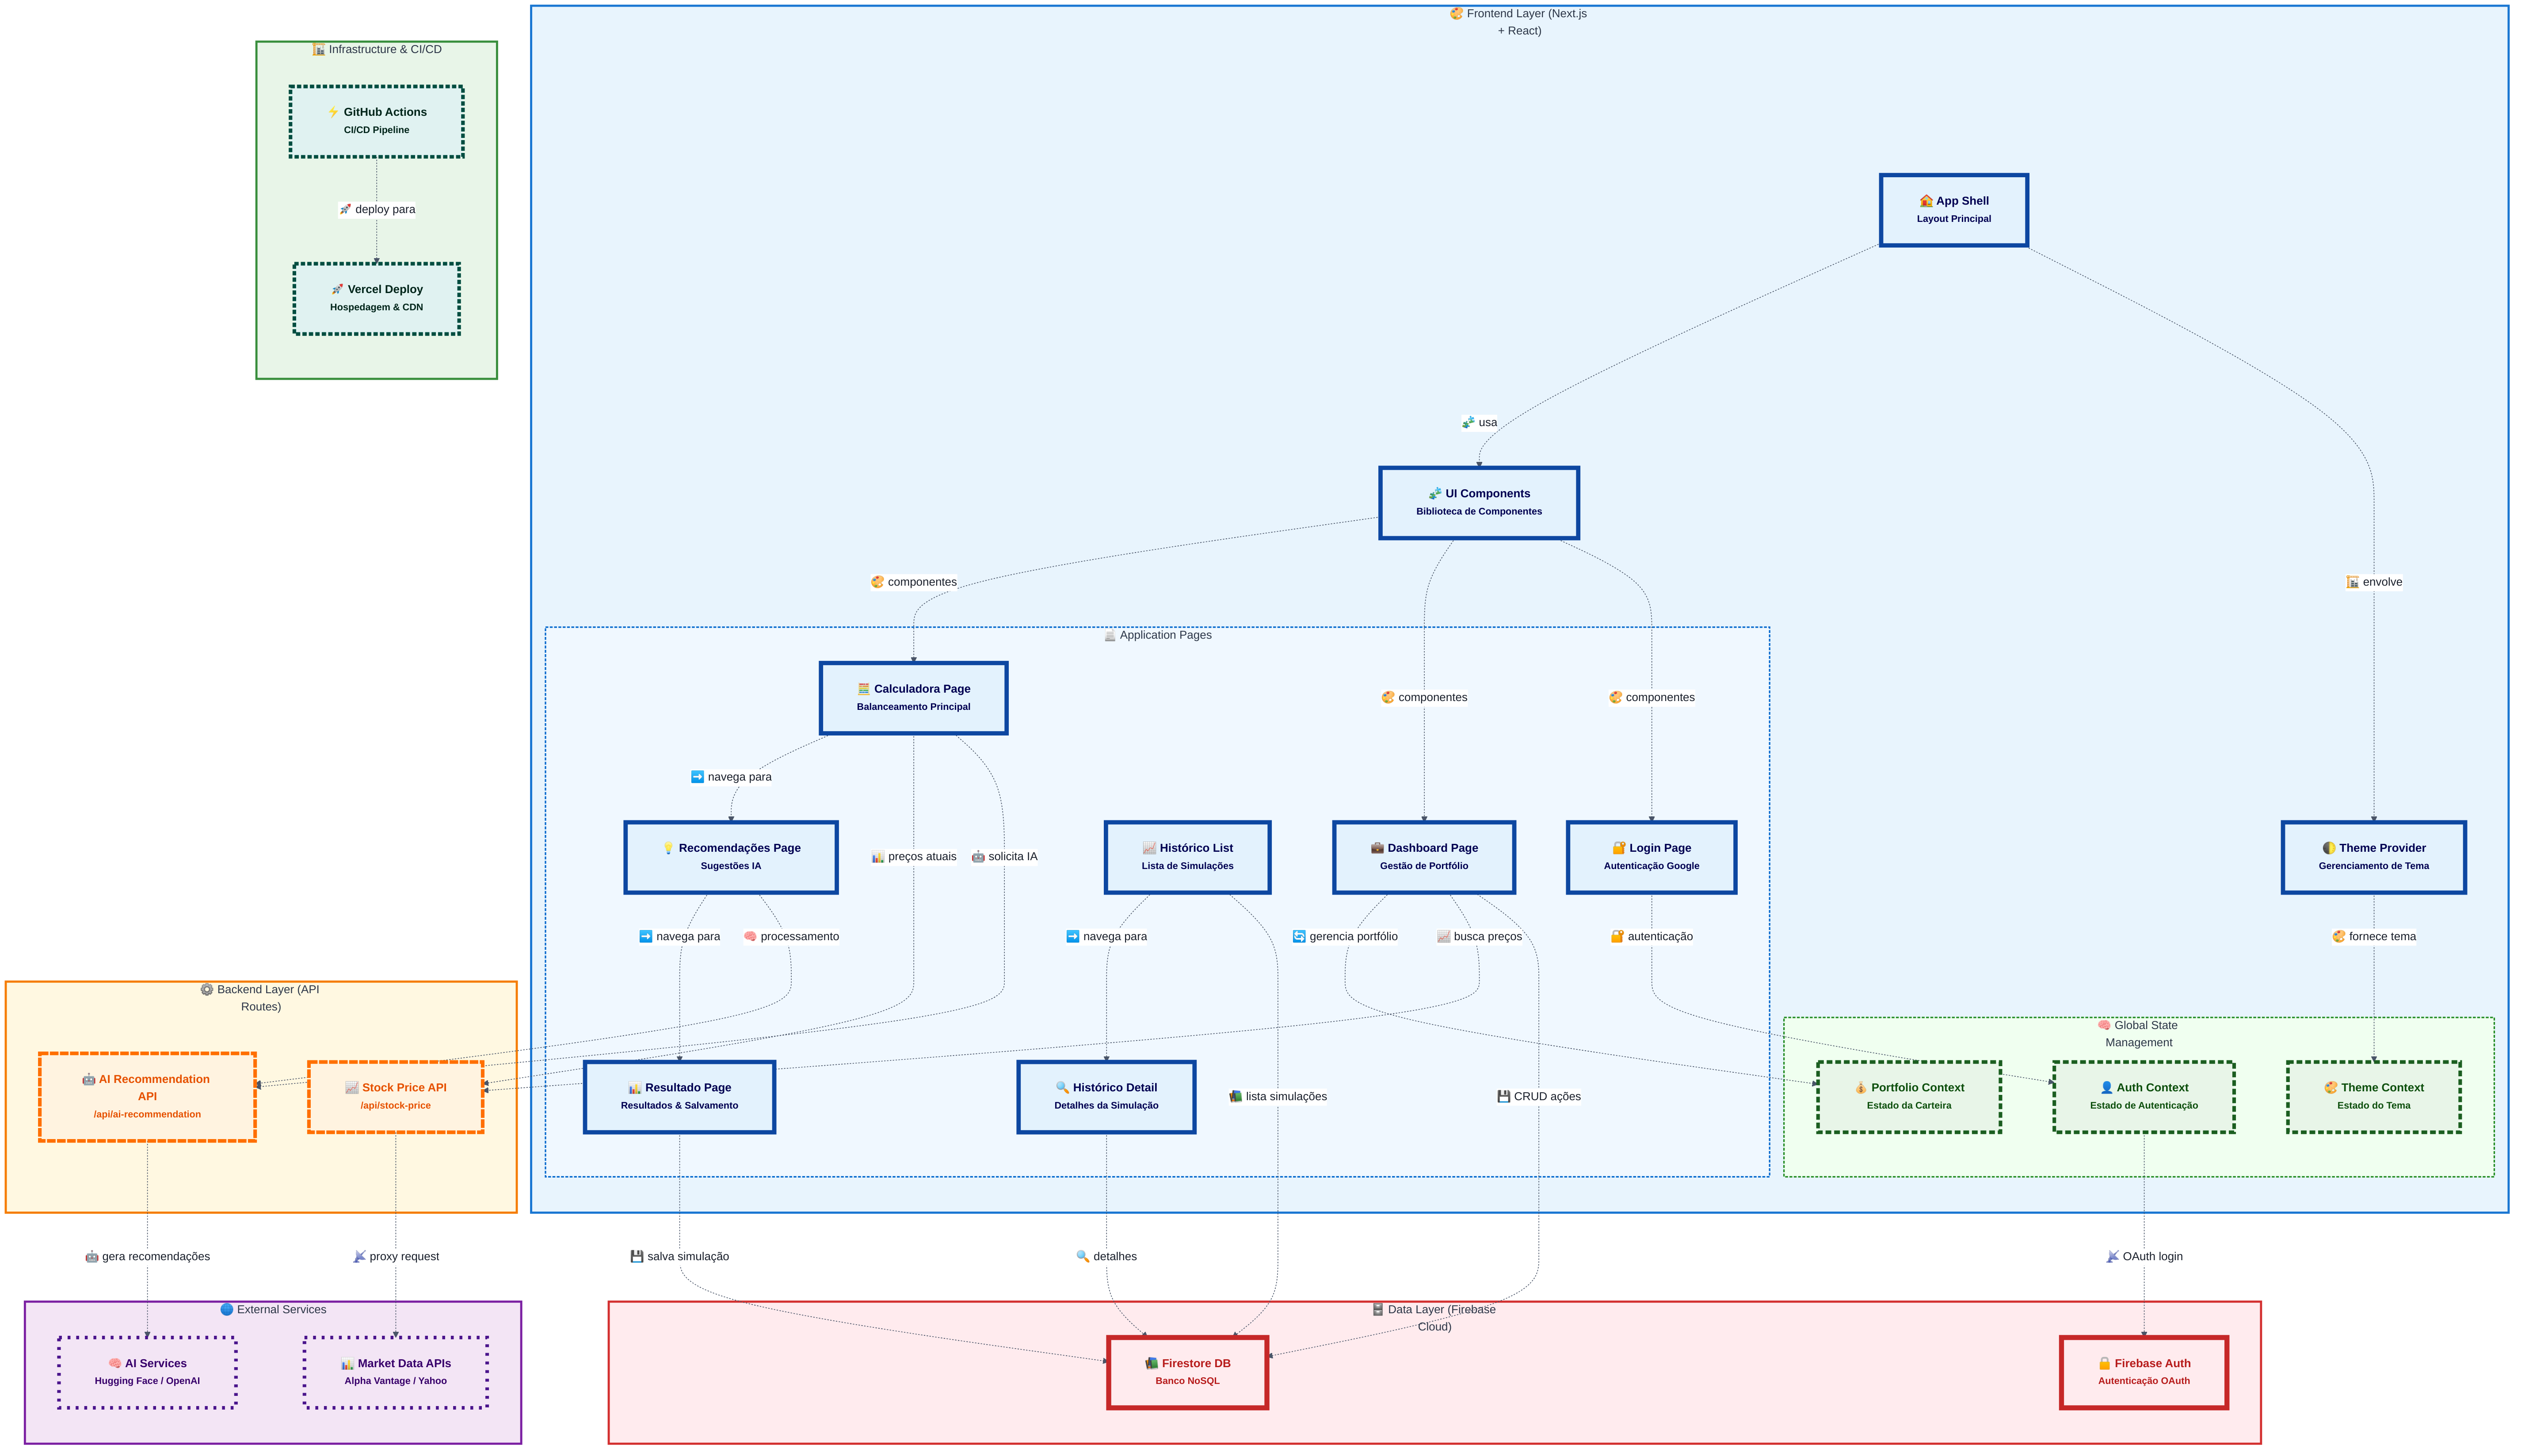 🎨 Frontend Layer (Next.js
+ React)
🏗️ Infrastructure & CI/CD
⚡ GitHub Actions
CI/CD Pipeline
🚀 deploy para
🚀 Vercel Deploy
Hospedagem & CDN
🏠 App Shell
Layout Principal
🧩 usa
🧩 UI Components
Biblioteca de Componentes
🎨 componentes
🏗️ envolve
📱 Application Pages
🧮 Calculadora Page
Balanceamento Principal
🎨 componentes
🎨 componentes
➡️ navega para
💡 Recomendações Page
Sugestões IA
📊 preços atuais
🤖 solicita IA
📈 Histórico List
Lista de Simulações
💼 Dashboard Page
Gestão de Portfólio
🔐 Login Page
Autenticação Google
🌓 Theme Provider
Gerenciamento de Tema
➡️ navega para
🧠 processamento
➡️ navega para
🔄 gerencia portfólio
📈 busca preços
🔐 autenticação
🎨 fornece tema
⚙️ Backend Layer (API
Routes)
🧠 Global State
Management
🤖 AI Recommendation
API
/api/ai-recommendation
📈 Stock Price API
/api/stock-price
📊 Resultado Page
Resultados & Salvamento
🔍 Histórico Detail
Detalhes da Simulação
📚 lista simulações
💾 CRUD ações
💰 Portfolio Context
Estado da Carteira
👤 Auth Context
Estado de Autenticação
🎨 Theme Context
Estado do Tema
🤖 gera recomendações
📡 proxy request
💾 salva simulação
🔍 detalhes
📡 OAuth login
🌐 External Services
🗄️ Data Layer (Firebase
Cloud)
🧠 AI Services
Hugging Face / OpenAI
📊 Market Data APIs
Alpha Vantage / Yahoo
📚 Firestore DB
Banco NoSQL
🔒 Firebase Auth
Autenticação OAuth